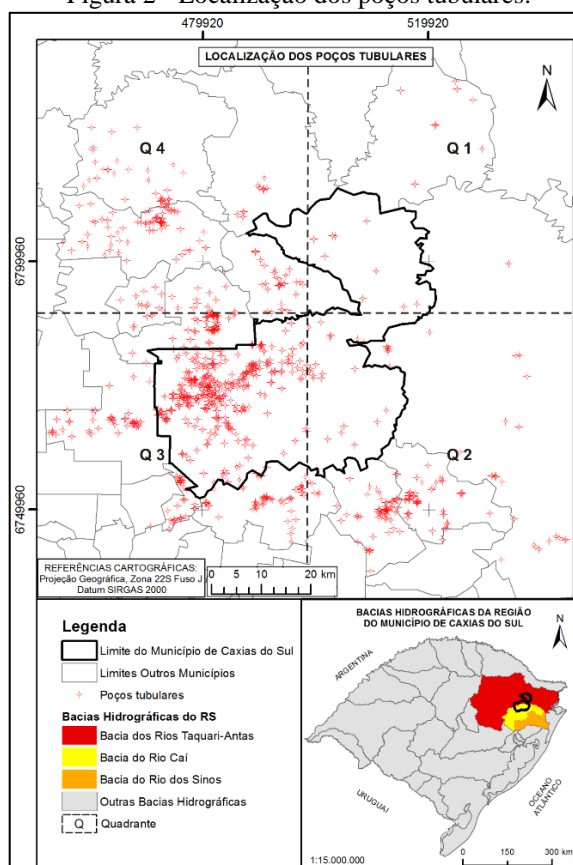 Figura 2 - Localização dos poços tubulares.
479920 519920
LOCALIZAÇÃO DOS POÇOS TUBULARES
N
Q 4
Q 1
6799960
Q 3
Q 2
6749960
REFERÊNCIAS CARTOGRÁFICAS:
Projeção Geográfica, Zona 22S Fuso J
Datum SIRGAS 2000
0 5 10 20 km
Legenda
Limite do Município de Caxias do Sul
Limites Outros Municípios
Poços tubulares
Bacias Hidrográficas do RS
Bacia dos Rios Taquari-Antas
Bacia do Rio Caí
Bacia do Rio dos Sinos
Outras Bacias Hidrográficas
Q Quadrante
BACIAS HIDROGRÁFICAS DA REGIÃO
DO MUNICÍPIO DE CAXIAS DO SUL
N
ARGENTINA
URUGUAI
OCEANO
ATLÂNTICO
1:15.000.000
0 150 300
km